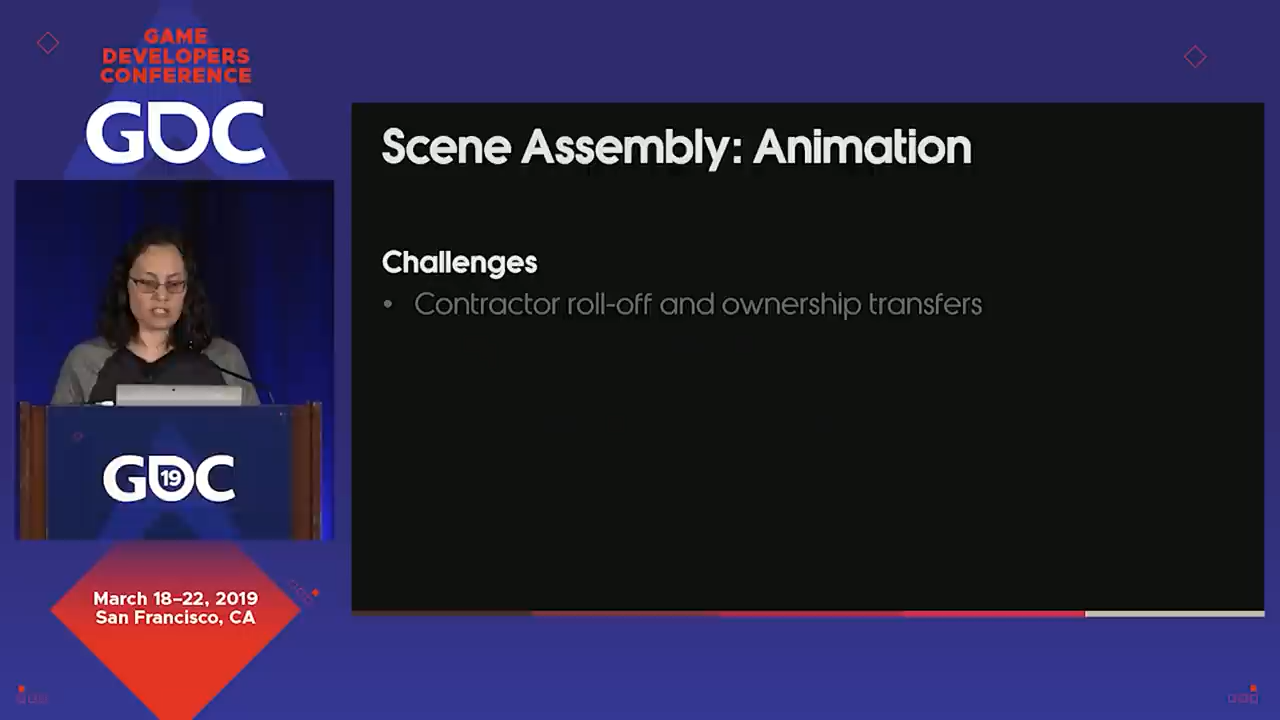 GAME
DEVELOPERS
CONFERENCE
GDC
Scene Assembly: Animation
Challenges
• Contractor roll-off and ownership transfers
GDC
19
March 18–22, 2019
San Francisco, CA